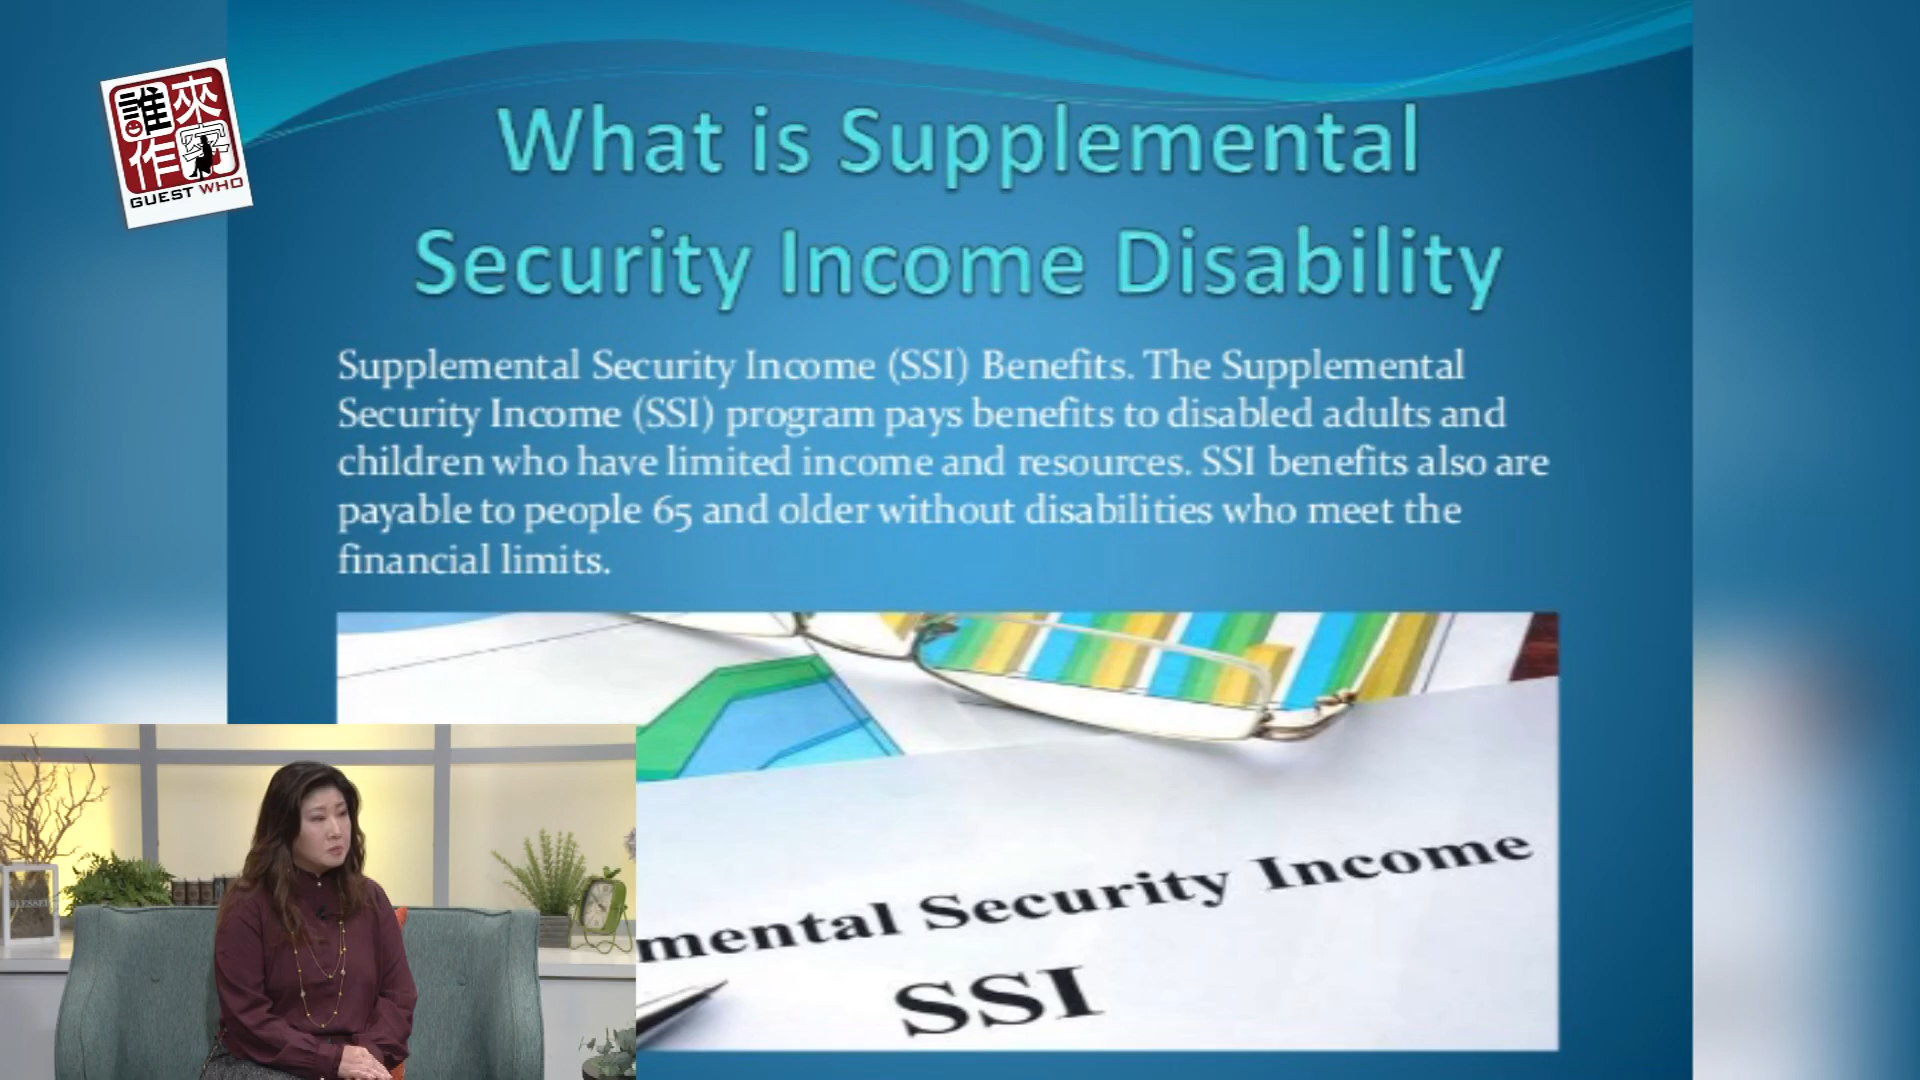 誰來
作客
GUEST WHO
What is Supplemental
Security Income Disability
Supplemental Security Income (SSI) Benefits. The Supplemental
Security Income (SSI) program pays benefits to disabled adults and
children who have limited income and resources. SSI benefits also are
payable to people 65 and older without disabilities who meet the
financial limits.
mental Security Income
SSI
BLESSED